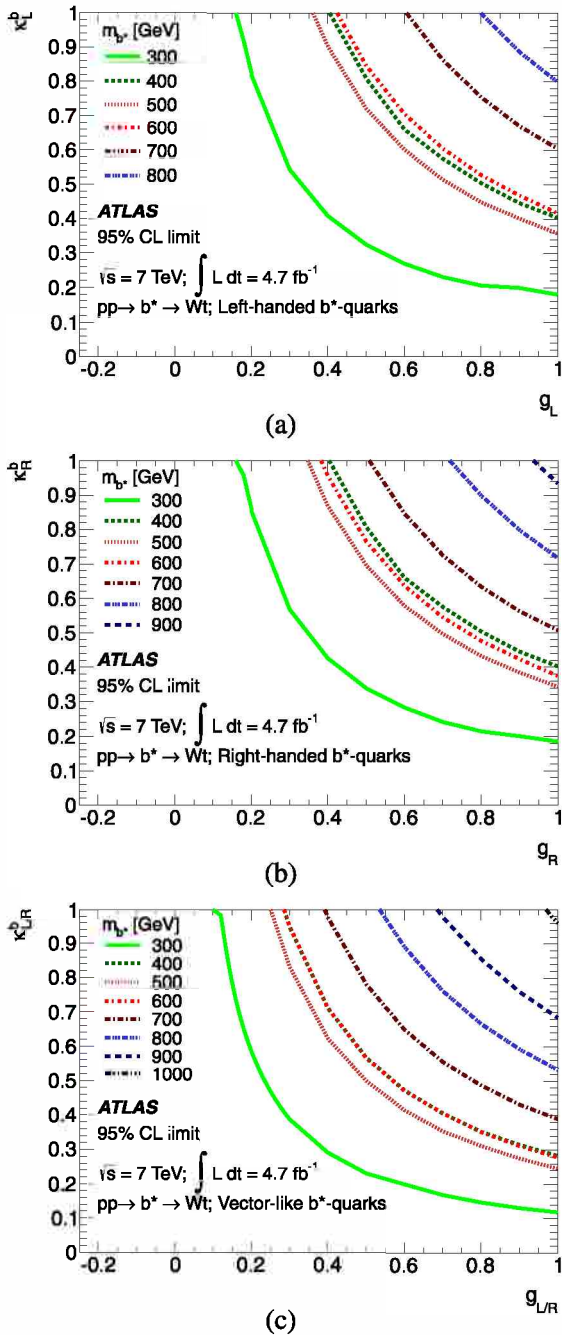 κ_L^b
1
0.9
0.8
0.7
0.6
0.5
0.4
0.3
0.2
0.1
0
m_b* [GeV]
300
400
500
600
700
800
ATLAS
95% CL limit
√s = 7 TeV; ∫ L dt = 4.7 fb⁻¹
pp→ b* → Wt; Left-handed b*-quarks
-0.2 0 0.2 0.4 0.6 0.8 1
g_L
(a)
κ_R^b
1
0.9
0.8
0.7
0.6
0.5
0.4
0.3
0.2
0.1
0
m_b* [GeV]
300
400
500
600
700
800
900
ATLAS
95% CL limit
√s = 7 TeV; ∫ L dt = 4.7 fb⁻¹
pp→ b* → Wt; Right-handed b*-quarks
-0.2 0 0.2 0.4 0.6 0.8 1
g_R
(b)
κ_L/R^b
1
0.9
0.8
0.7
0.6
0.5
0.4
0.3
0.2
0.1
0
m_b* [GeV]
300
400
500
600
700
800
900
1000
ATLAS
95% CL limit
√s = 7 TeV; ∫ L dt = 4.7 fb⁻¹
pp→ b* → Wt; Vector-like b*-quarks
-0.2 0 0.2 0.4 0.6 0.8 1
g_L/R
(c)